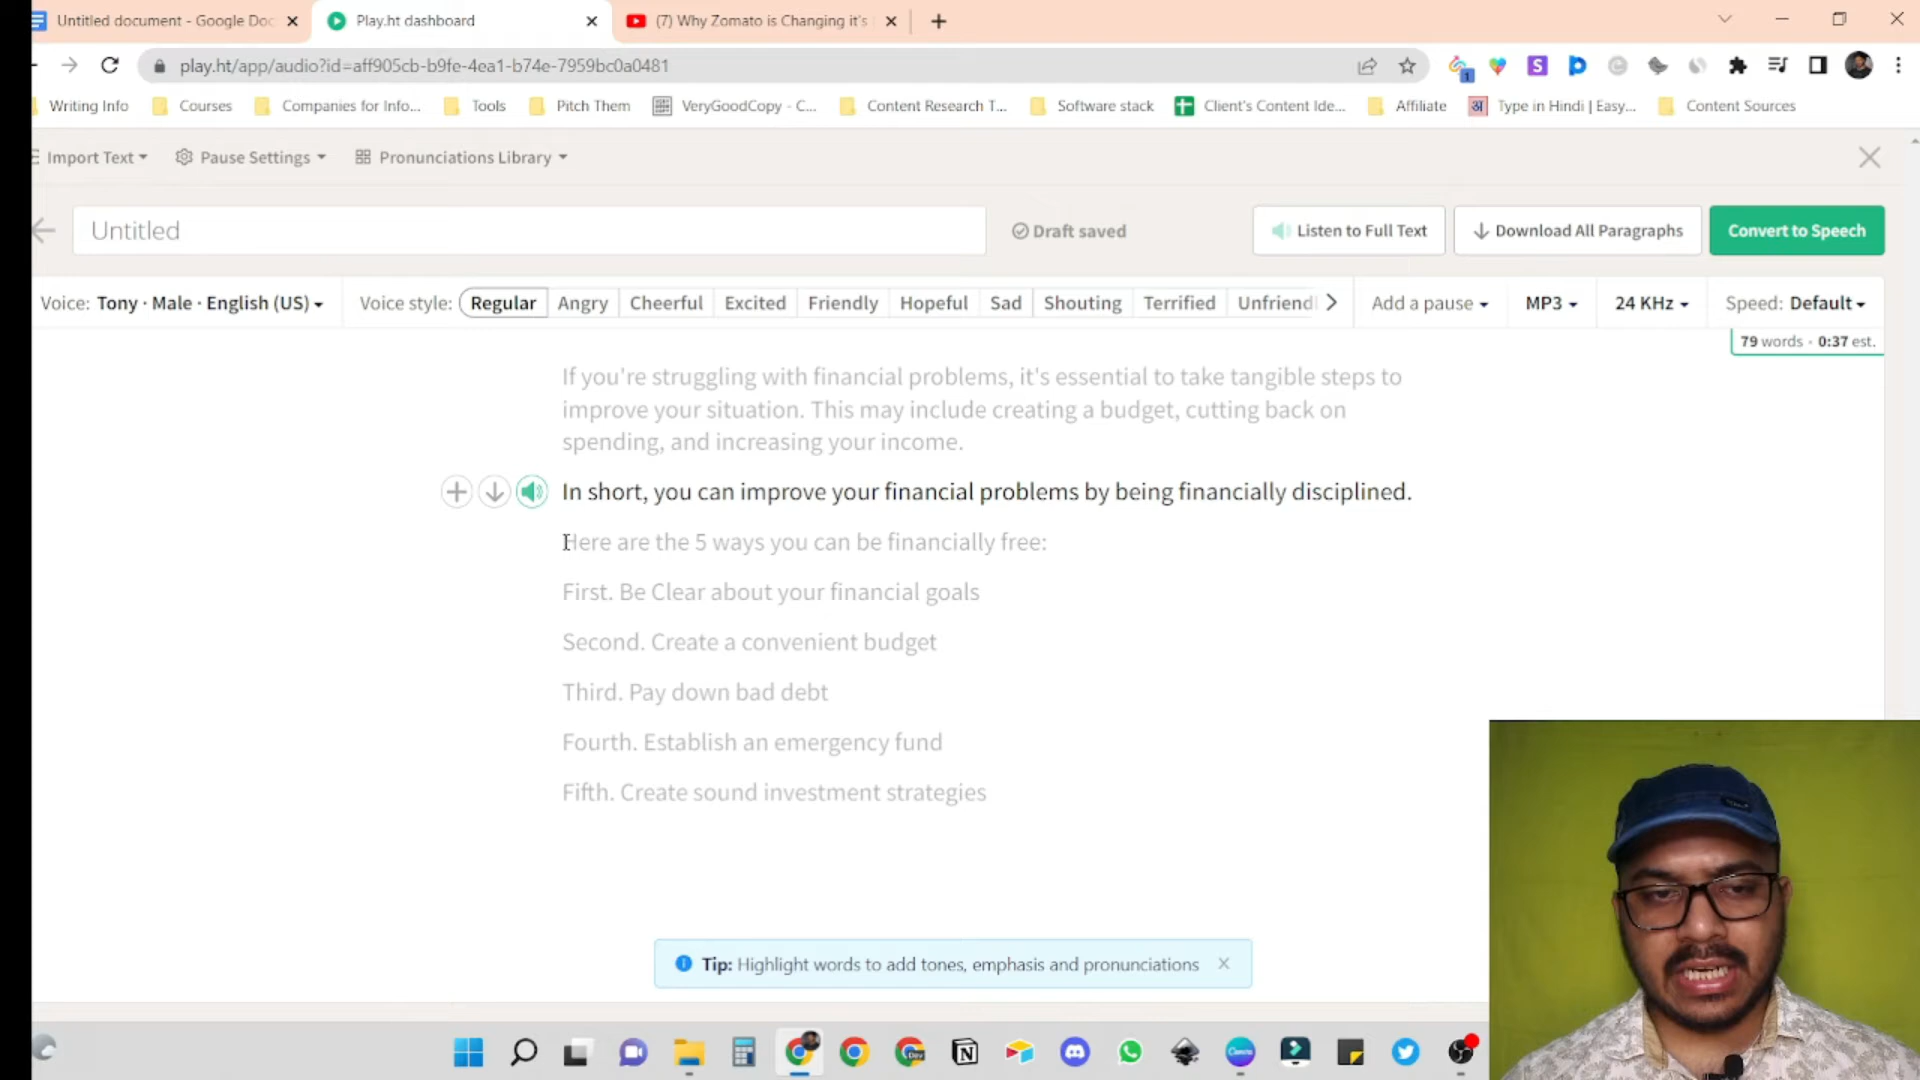 Untitled document - Google Doc
Play.ht dashboard
(7) Why Zomato is Changing it's
play.ht/app/audio?id=aff905cb-b9fe-4ea1-b74e-7959bc0a0481
Writing Info
Courses
Companies for Info...
Tools
Pitch Them
VeryGoodCopy - C...
Content Research T...
Software stack
Client's Content Ide...
Affiliate
Type in Hindi | Easy...
Content Sources
Import Text
Pause Settings
Pronunciations Library
Untitled
Draft saved
Listen to Full Text
Download All Paragraphs
Convert to Speech
Voice: Tony · Male · English (US)
Voice style: Regular Angry Cheerful Excited Friendly Hopeful Sad Shouting Terrified Unfriendl
Add a pause
MP3
24 KHz
Speed: Default
79 words · 0:37 est.
If you're struggling with financial problems, it's essential to take tangible steps to
improve your situation. This may include creating a budget, cutting back on
spending, and increasing your income.
In short, you can improve your financial problems by being financially disciplined.
Here are the 5 ways you can be financially free:
First. Be Clear about your financial goals
Second. Create a convenient budget
Third. Pay down bad debt
Fourth. Establish an emergency fund
Fifth. Create sound investment strategies
Tip: Highlight words to add tones, emphasis and pronunciations